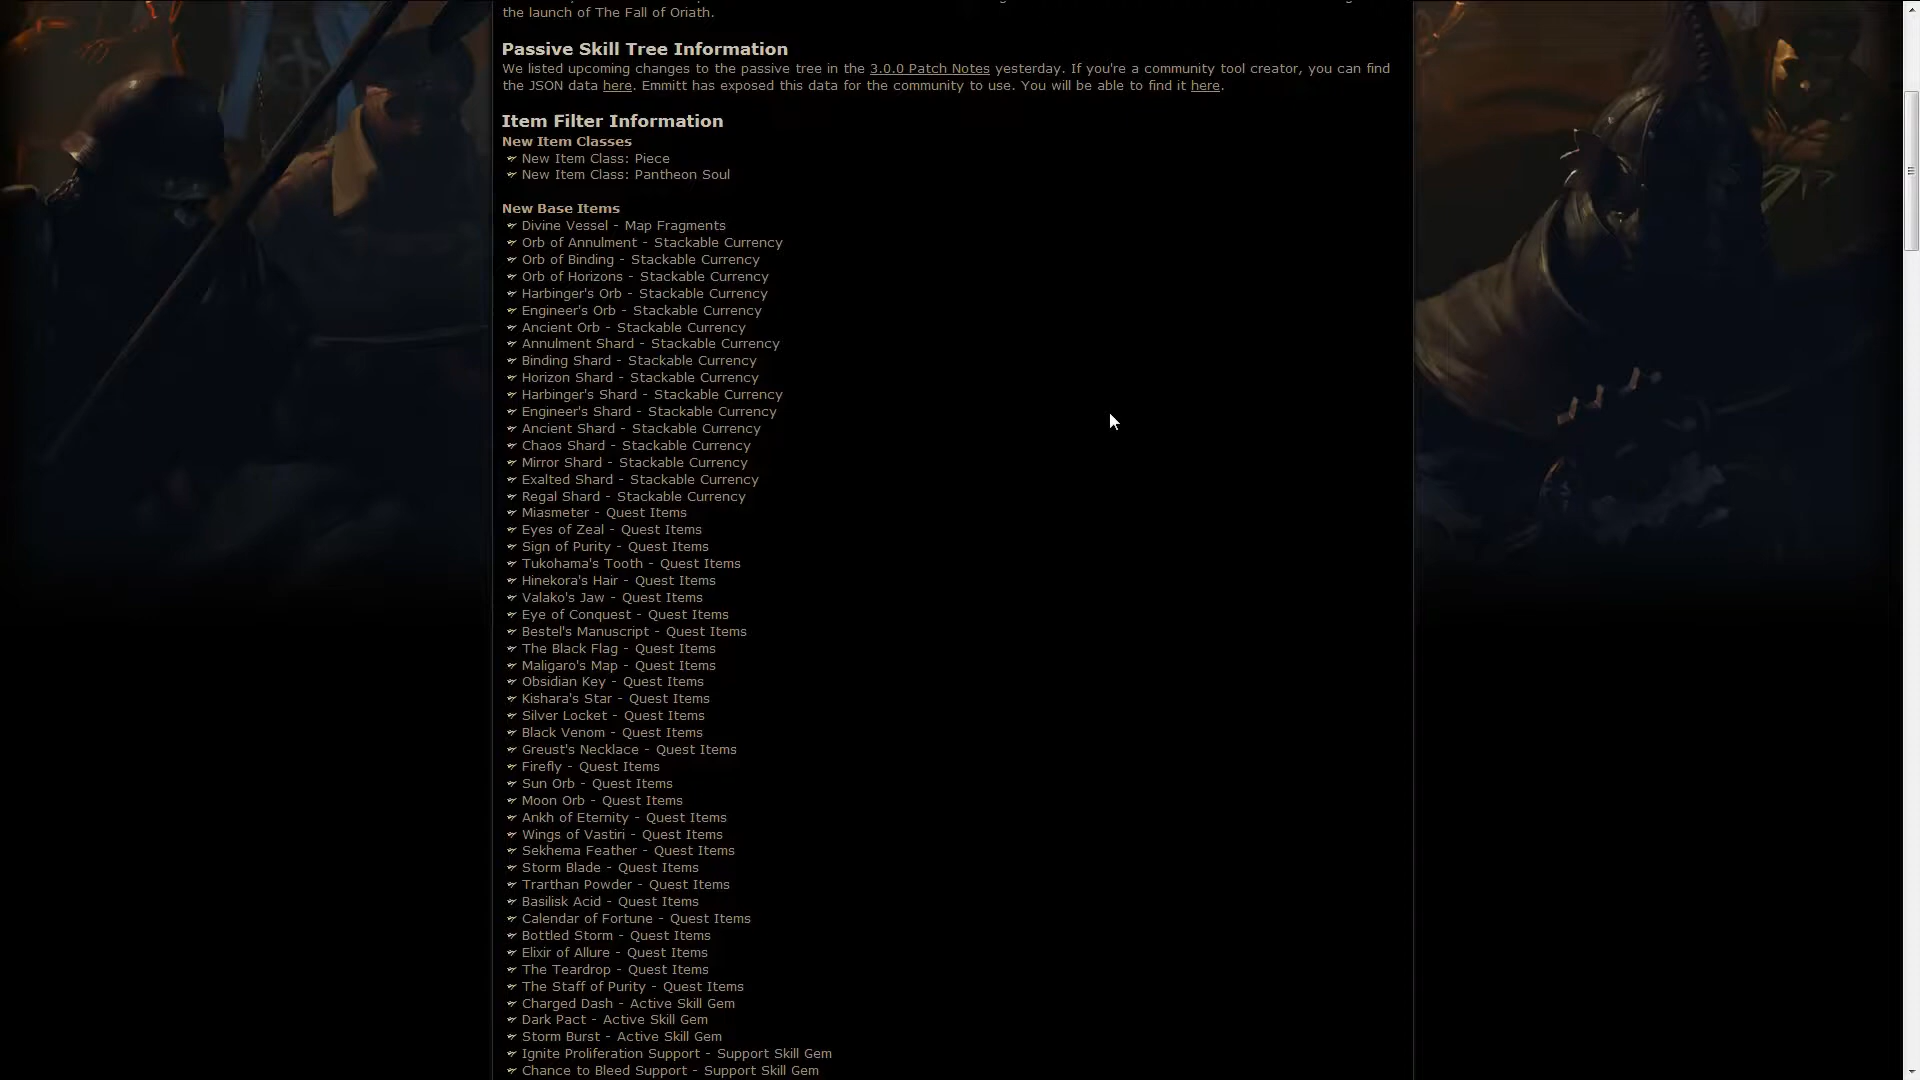 the launch of The Fall of Oriath.
Passive Skill Tree Information
We listed upcoming changes to the passive tree in the 3.0.0 Patch Notes yesterday. If you're a community tool creator, you can find
the JSON data here. Emmitt has exposed this data for the community to use. You will be able to find it here.
Item Filter Information
New Item Classes
New Item Class: Piece
New Item Class: Pantheon Soul
New Base Items
Divine Vessel - Map Fragments
Orb of Annulment - Stackable Currency
Orb of Binding - Stackable Currency
Orb of Horizons - Stackable Currency
Harbinger's Orb - Stackable Currency
Engineer's Orb - Stackable Currency
Ancient Orb - Stackable Currency
Annulment Shard - Stackable Currency
Binding Shard - Stackable Currency
Horizon Shard - Stackable Currency
Harbinger's Shard - Stackable Currency
Engineer's Shard - Stackable Currency
Ancient Shard - Stackable Currency
Chaos Shard - Stackable Currency
Mirror Shard - Stackable Currency
Exalted Shard - Stackable Currency
Regal Shard - Stackable Currency
Miasmeter - Quest Items
Eyes of Zeal - Quest Items
Sign of Purity - Quest Items
Tukohama's Tooth - Quest Items
Hinekora's Hair - Quest Items
Valako's Jaw - Quest Items
Eye of Conquest - Quest Items
Bestel's Manuscript - Quest Items
The Black Flag - Quest Items
Maligaro's Map - Quest Items
Obsidian Key - Quest Items
Kishara's Star - Quest Items
Silver Locket - Quest Items
Black Venom - Quest Items
Greust's Necklace - Quest Items
Firefly - Quest Items
Sun Orb - Quest Items
Moon Orb - Quest Items
Ankh of Eternity - Quest Items
Wings of Vastiri - Quest Items
Sekhema Feather - Quest Items
Storm Blade - Quest Items
Trarthan Powder - Quest Items
Basilisk Acid - Quest Items
Calendar of Fortune - Quest Items
Bottled Storm - Quest Items
Elixir of Allure - Quest Items
The Teardrop - Quest Items
The Staff of Purity - Quest Items
Charged Dash - Active Skill Gem
Dark Pact - Active Skill Gem
Storm Burst - Active Skill Gem
Ignite Proliferation Support - Support Skill Gem
Chance to Bleed Support - Support Skill Gem